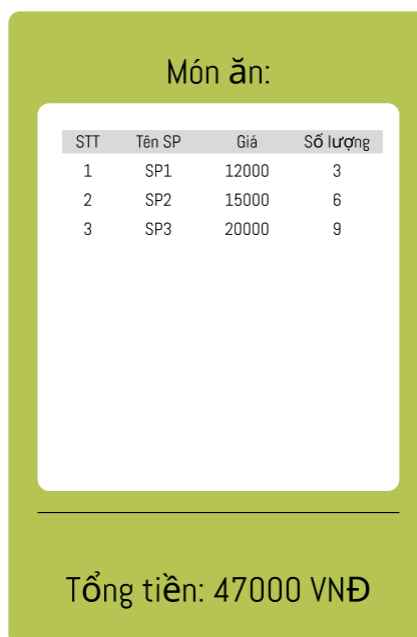 Món ăn:
STT Tên SP Giá Số lượng
1 SP1 12000 3
2 SP2 15000 6
3 SP3 20000 9
Tổng tiền: 47000 VNĐ